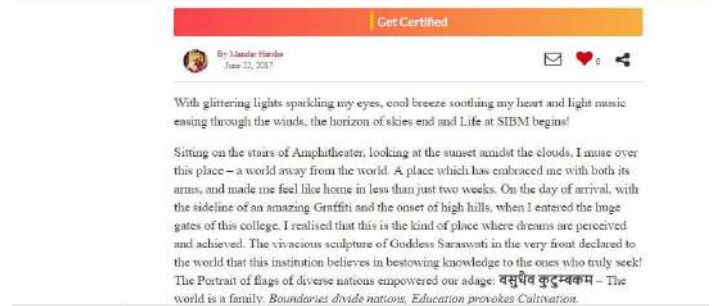 Get Certified
By Mandar Harshe
June 22, 2017
0
With glittering lights sparkling my eyes, cool breeze soothing my heart and light music
easing through the winds, the horizon of skies end and Life at SIBM begins!
Sitting on the stairs of Amphitheater, looking at the sunset amidst the clouds, I muse over
this place – a world away from the world. A place which has embraced me with both its
arms, and made me feel like home in less than just two weeks. On the day of arrival, with
the sideline of an amazing Graffiti and the onset of high hills, when I entered the huge
gates of this college, I realised that this is the kind of place where dreams are perceived
and achieved. The vivacious sculpture of Goddess Saraswati in the very front declared to
the world that this institution believes in bestowing knowledge to the ones who truly seek!
The Portrait of flags of diverse nations empowered our adage: वसुधैव कुटुम्बकम – The
world is a family. Boundaries divide nations, Education provokes Cultivation.